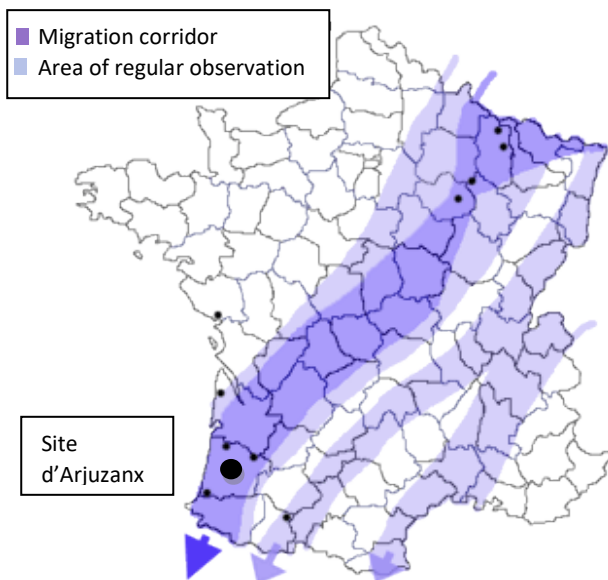 Migration corridor
Area of regular observation
Site
d’Arjuzanx